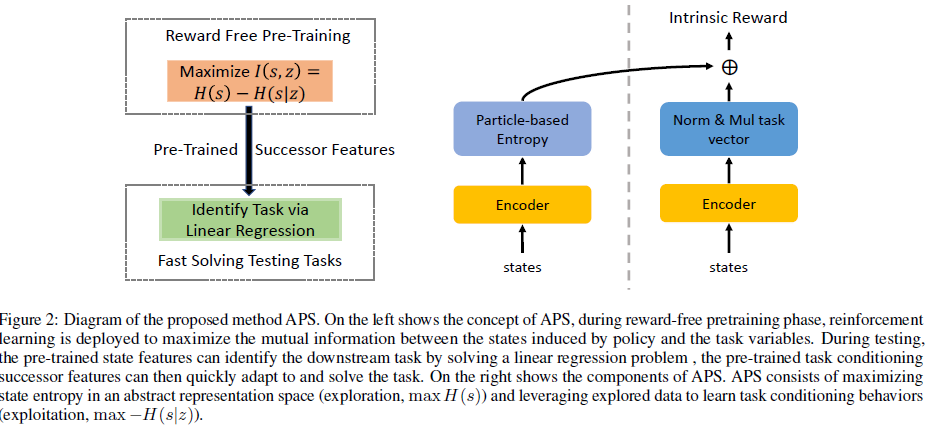 Reward Free Pre-Training
Maximize I(s, z) =
H(s) − H(s|z)
Pre-Trained Successor Features
Identify Task via
Linear Regression
Fast Solving Testing Tasks
Intrinsic Reward
⊕
Particle-based
Entropy
Norm & Mul task
vector
Encoder
Encoder
states
states
Figure 2: Diagram of the proposed method APS. On the left shows the concept of APS, during reward-free pretraining phase, reinforcement
learning is deployed to maximize the mutual information between the states induced by policy and the task variables. During testing,
the pre-trained state features can identify the downstream task by solving a linear regression problem , the pre-trained task conditioning
successor features can then quickly adapt to and solve the task. On the right shows the components of APS. APS consists of maximizing
state entropy in an abstract representation space (exploration, max H(s)) and leveraging explored data to learn task conditioning behaviors
(exploitation, max −H(s|z)).